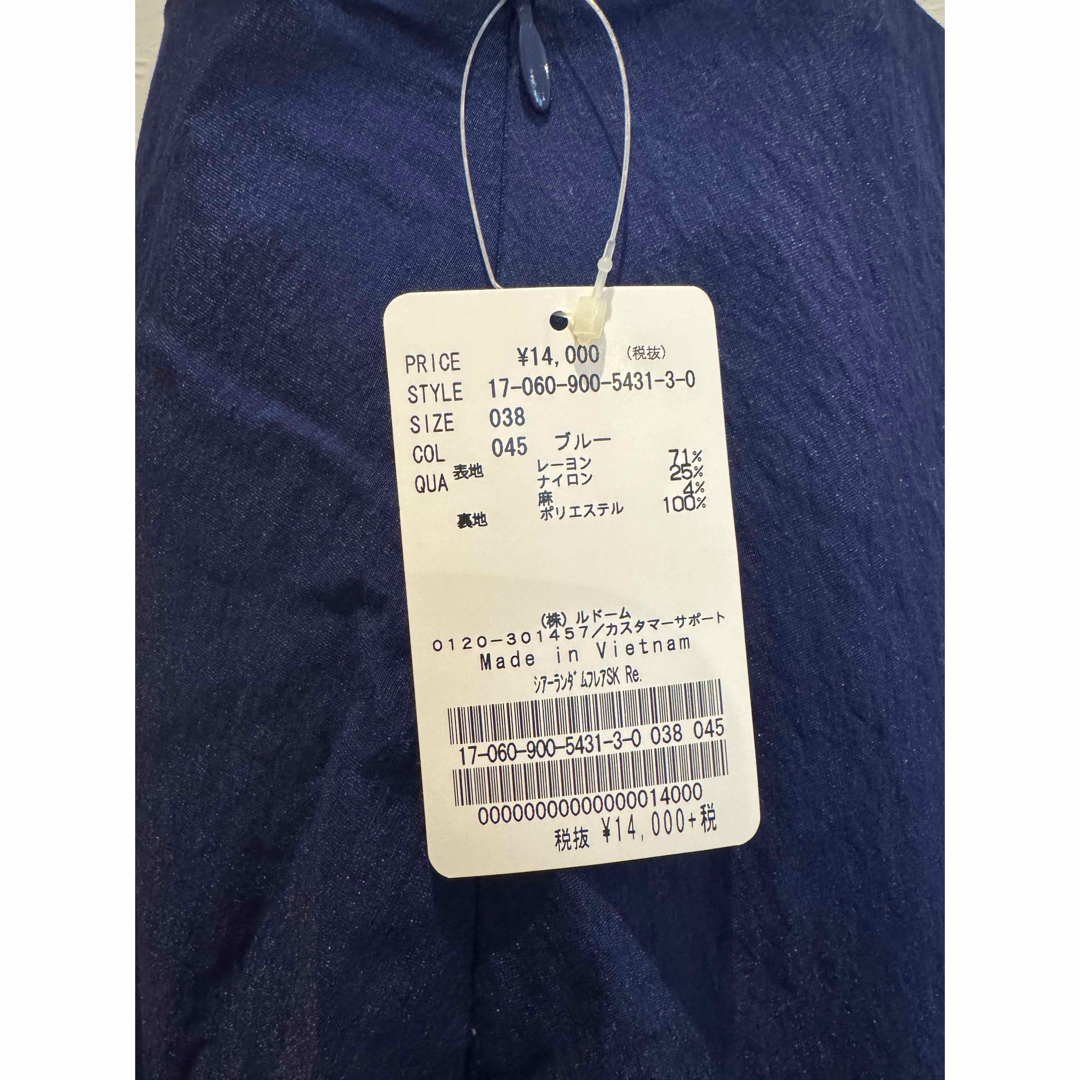 PRICE ¥14,000 (税抜)
STYLE 17-060-900-5431-3-0
SIZE 038
COL 045 ブルー
QUA 表地 レーヨン 71%
ナイロン 25%
麻 4%
裏地 ポリエステル 100%
(株)ルドーム
0120-301457/カスタマーサポート
Made in Vietnam
ｼｱｰﾗﾝﾀﾞﾑﾌﾚｱSK Re.
17-060-900-5431-3-0 038 045
00000000000000014000
税抜 ¥14,000+税